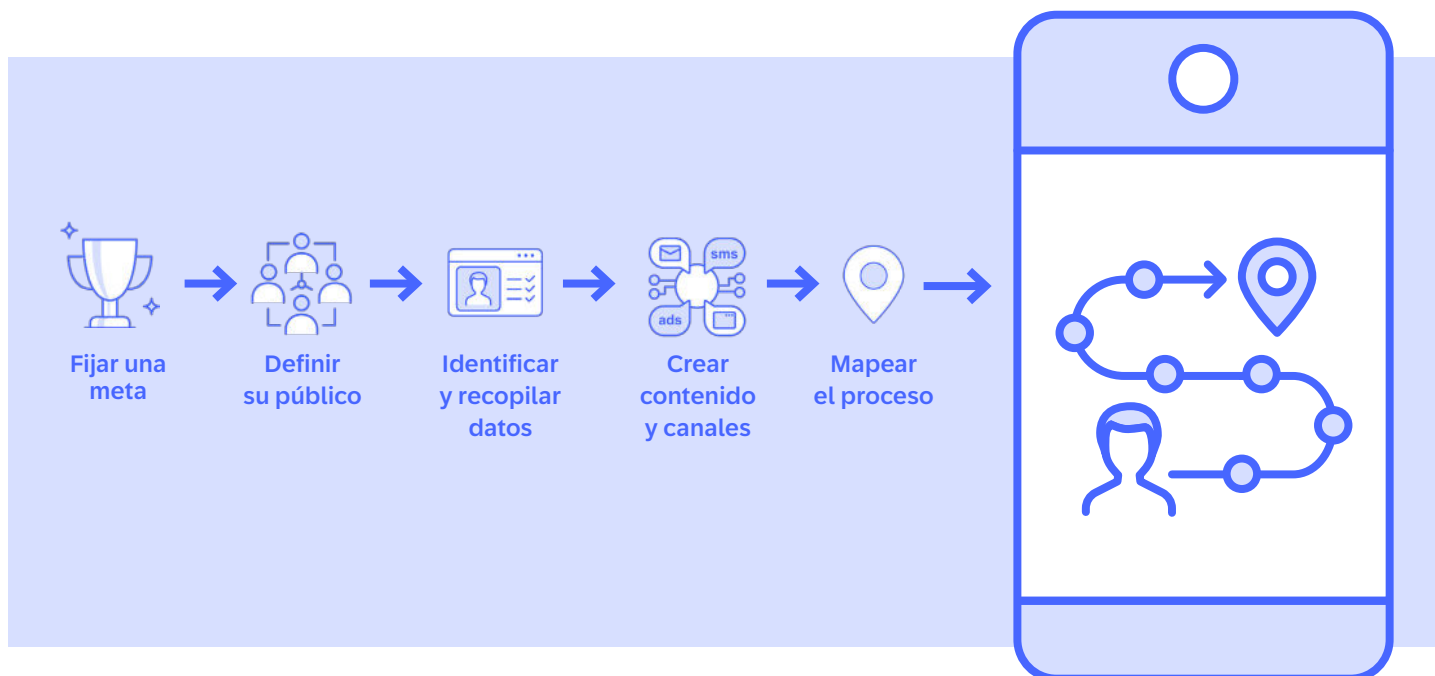 Fijar una
meta
Definir
su público
Identificar
y recopilar
datos
sms
ads
Crear
contenido
y canales
Mapear
el proceso